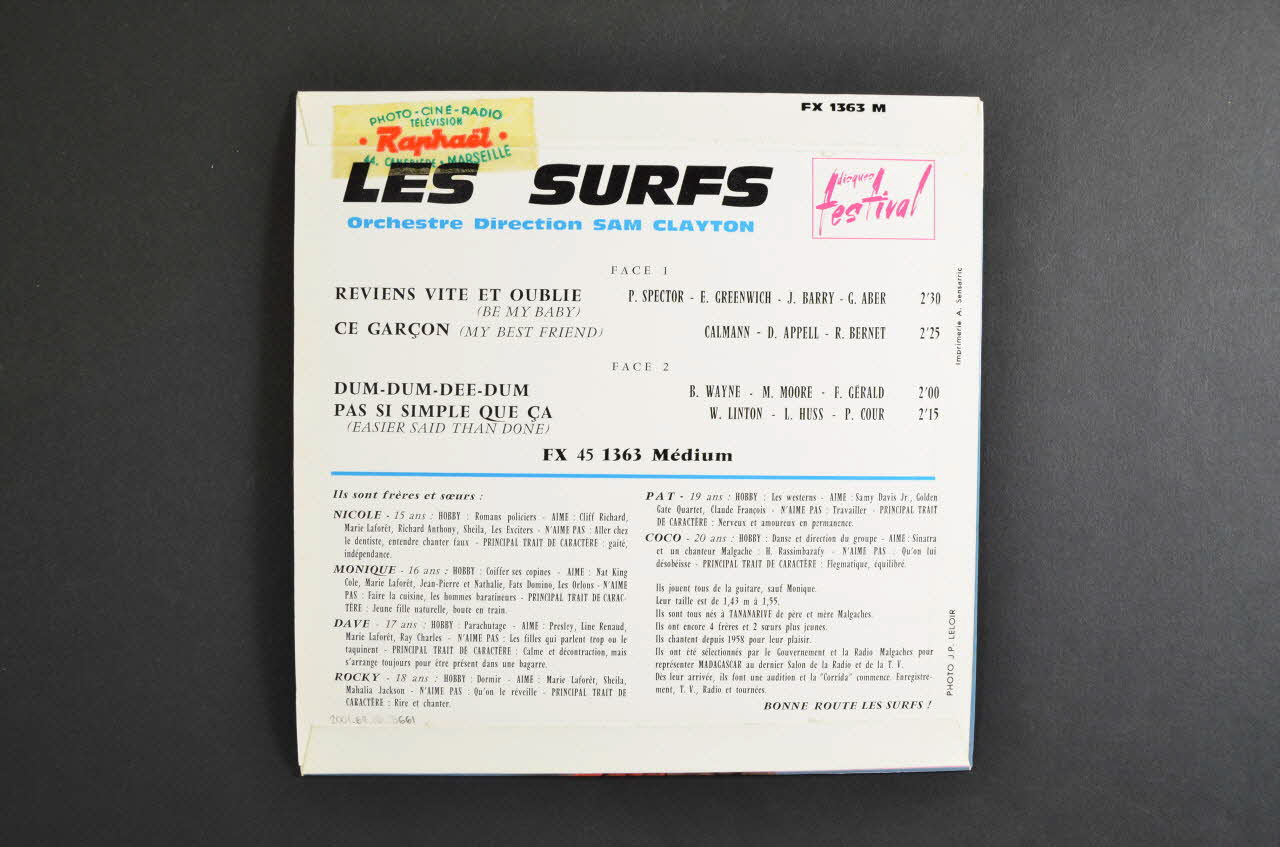 PHOTO-CINÉ-RADIO
TÉLÉVISION
• Raphaël •
44, CANEBIÈRE • MARSEILLE
FX 1363 M
LES SURFS
Orchestre Direction SAM CLAYTON
disques
festival
FACE 1
REVIENS VITE ET OUBLIE P. SPECTOR - E. GREENWICH - J. BARRY - G. ABER 2'30
(BE MY BABY)
CE GARÇON (MY BEST FRIEND) CALMANN - D. APPELL - R. BERNET 2'25
FACE 2
DUM-DUM-DEE-DUM B. WAYNE - M. MOORE - F. GÉRALD 2'00
PAS SI SIMPLE QUE ÇA W. LINTON - L. HUSS - P. COUR 2'15
(EASIER SAID THAN DONE)
FX 45 1363 Médium
Imprimerie A. Sensarric
Ils sont frères et sœurs :
NICOLE - 15 ans : HOBBY : Romans policiers - AIME : Cliff Richard,
Marie Laforêt, Richard Anthony, Sheila, Les Exciters - N'AIME PAS : Aller chez
le dentiste, entendre chanter faux - PRINCIPAL TRAIT DE CARACTÈRE : gaité,
indépendance.
MONIQUE - 16 ans : HOBBY : Coiffer ses copines - AIME : Nat King
Cole, Marie Laforêt, Jean-Pierre et Nathalie, Fats Domino, Les Orlons - N'AIME
PAS : Faire la cuisine, les hommes baratineurs - PRINCIPAL TRAIT DE CARAC-
TÈRE : Jeune fille naturelle, boute en train.
DAVE - 17 ans : HOBBY : Parachutage - AIME : Presley, Line Renaud,
Marie Laforêt, Ray Charles - N'AIME PAS : Les filles qui parlent trop ou le
taquinent - PRINCIPAL TRAIT DE CARACTÈRE : Calme et décontraction, mais
s'arrange toujours pour être présent dans une bagarre.
ROCKY - 18 ans : HOBBY : Dormir - AIME : Marie Laforêt, Sheila,
Mahalia Jackson - N'AIME PAS : Qu'on le réveille - PRINCIPAL TRAIT DE
CARACTÈRE : Rire et chanter.
PAT - 19 ans : HOBBY : Les westerns - AIME : Samy Davis Jr, Golden
Gate Quartet, Claude François - N'AIME PAS : Travailler - PRINCIPAL TRAIT
DE CARACTÈRE : Nerveux et amoureux en permanence.
COCO - 20 ans : HOBBY : Danse et direction du groupe - AIME : Sinatra
et un chanteur Malgache : H. Rassimbazafy - N'AIME PAS : Qu'on lui
désobéisse - PRINCIPAL TRAIT DE CARACTÈRE : Flegmatique, équilibré.
Ils jouent tous de la guitare, sauf Monique.
Leur taille est de 1,43 m à 1,55.
Ils sont tous nés à TANANARIVE de père et mère Malgaches.
Ils ont encore 4 frères et 2 sœurs plus jeunes.
Ils chantent depuis 1958 pour leur plaisir.
Ils ont été sélectionnés par le Gouvernement et la Radio Malgaches pour
représenter MADAGASCAR au dernier Salon de la Radio et de la T. V.
Dès leur arrivée, ils font une audition et la "Corrida" commence. Enregistre-
ment, T. V., Radio et tournées.
BONNE ROUTE LES SURFS !
PHOTO J.P. LELOIR